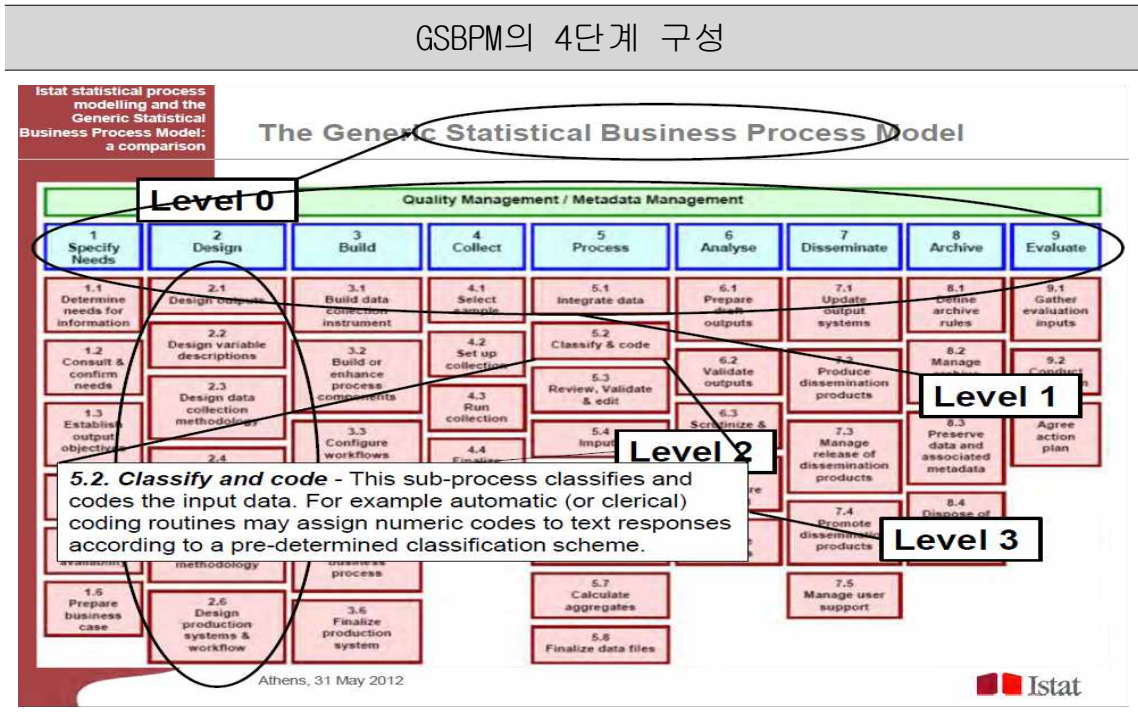 GSBPM의 4단계 구성
Istat statistical process
modelling and the
Generic Statistical
Business Process Model:
a comparison
The Generic Statistical Business Process Model
Level 0
Quality Management / Metadata Management
1
Specify
Needs
2
Design
3
Build
4
Collect
5
Process
6
Analyse
7
Disseminate
8
Archive
9
Evaluate
1.1
Determine
needs for
information
1.2
Consult &
confirm
needs
1.3
Establish
output
objectives
availability
1.6
Prepare
business
case
2.1
Design outputs
2.2
Design variable
descriptions
2.3
Design data
collection
methodology
2.4
methodology
2.6
Design
production
systems &
workflow
3.1
Build data
collection
instrument
3.2
Build or
enhance
process
components
3.3
Configure
workflows
business
process
3.6
Finalize
production
system
4.1
Select
sample
4.2
Set up
collection
4.3
Run
collection
4.4
Finalize
5.1
Integrate data
5.2
Classify & code
5.3
Review, Validate
& edit
5.4
5.7
Calculate
aggregates
5.8
Finalize data files
6.1
Prepare
draft
outputs
6.2
Validate
outputs
6.3
Scrutinize &
7.1
Update
output
systems
7.2
Produce
dissemination
products
7.3
Manage
release of
dissemination
products
7.4
Promote
dissemination
products
7.5
Manage user
support
8.1
Define
archive
rules
8.2
Manage
8.3
Preserve
data and
associated
metadata
8.4
Dispose of
9.1
Gather
evaluation
inputs
9.2
Conduct
Agree
action
plan
Level 1
Level 2
Level 3
5.2. Classify and code - This sub-process classifies and
codes the input data. For example automatic (or clerical)
coding routines may assign numeric codes to text responses
according to a pre-determined classification scheme.
Athens, 31 May 2012
Istat